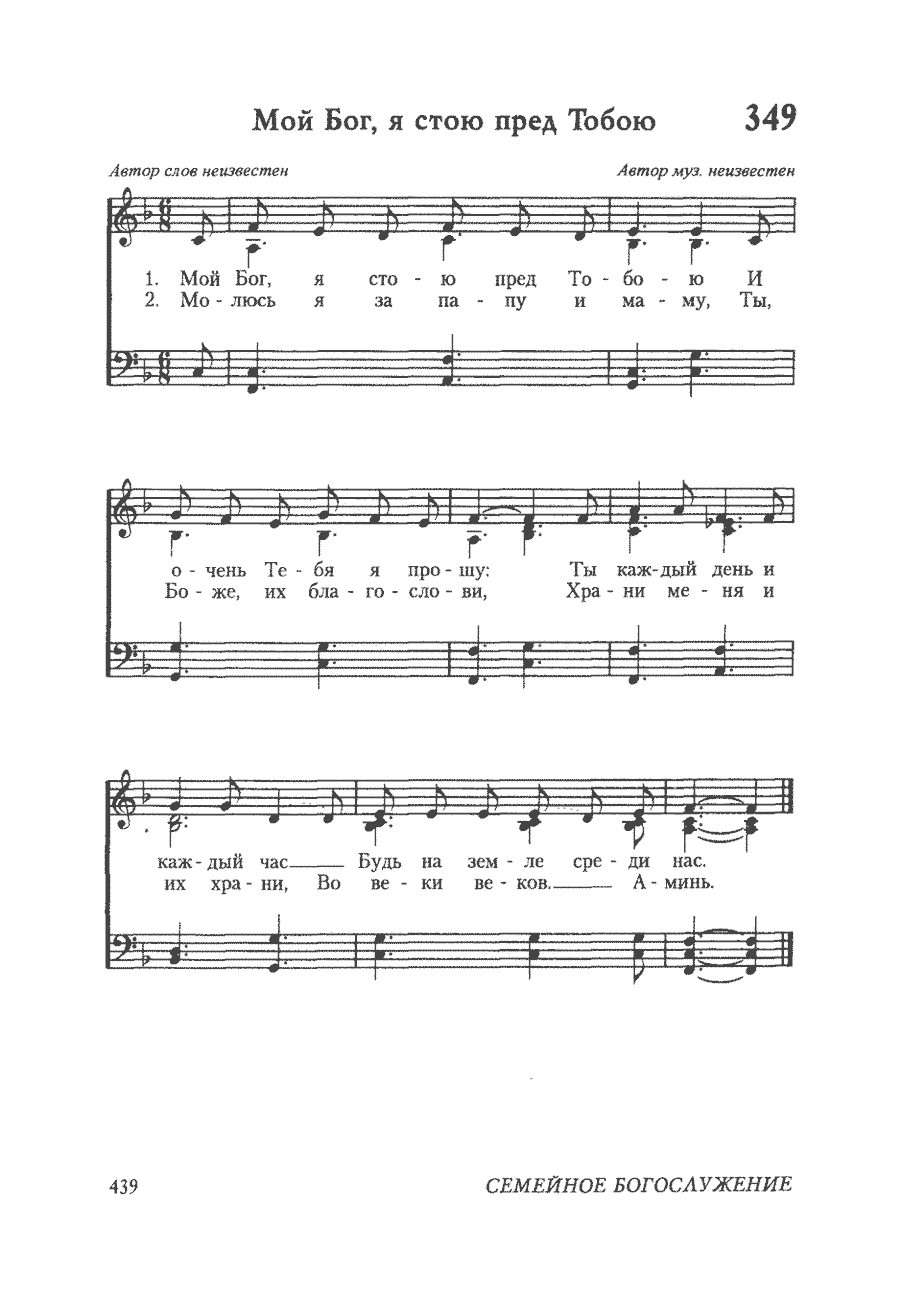 Мой Бог, я стою пред Тобою 349
Автор слов неизвестен Автор муз. неизвестен
1. Мой Бог, я сто - ю пред То - бо - ю И
2. Мо - люсь я за па - пу и ма - му, Ты,
о - чень Те - бя я про - шу: Ты каж - дый день и
Бо - же, их бла - го - сло - ви, Хра - ни ме - ня и
каж - дый час Будь на зем - ле сре - ди нас.
их хра - ни, Во ве - ки ве - ков. А - минь.
439 СЕМЕЙНОЕ БОГОСЛУЖЕНИЕ